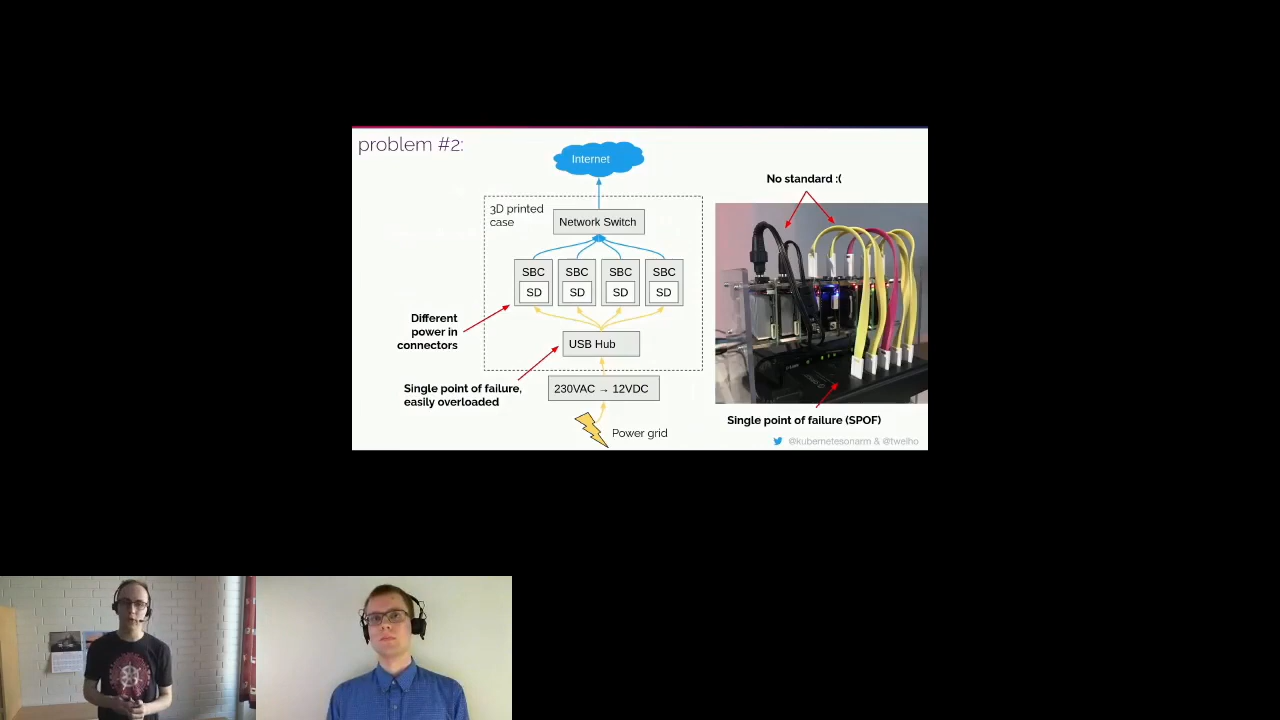 problem #2:
Internet
No standard :(
3D printed
case
Network Switch
SBC
SBC
SBC
SBC
SD
SD
SD
SD
Different
power in
connectors
USB Hub
Single point of failure,
easily overloaded
230VAC → 12VDC
Single point of failure (SPOF)
Power grid
@kubernetesonarm & @twelho